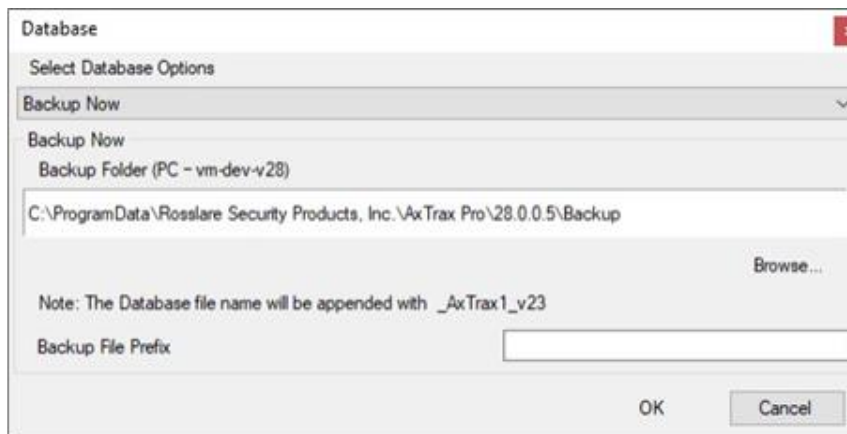 Database
Select Database Options
Backup Now
Backup Now
Backup Folder (PC - vm-dev-v28)
C:\ProgramData\Rosslare Security Products, Inc.\AxTrax Pro\28.0.0.5\Backup
Browse...
Note: The Database file name will be appended with _AxTrax1_v23
Backup File Prefix
OK Cancel